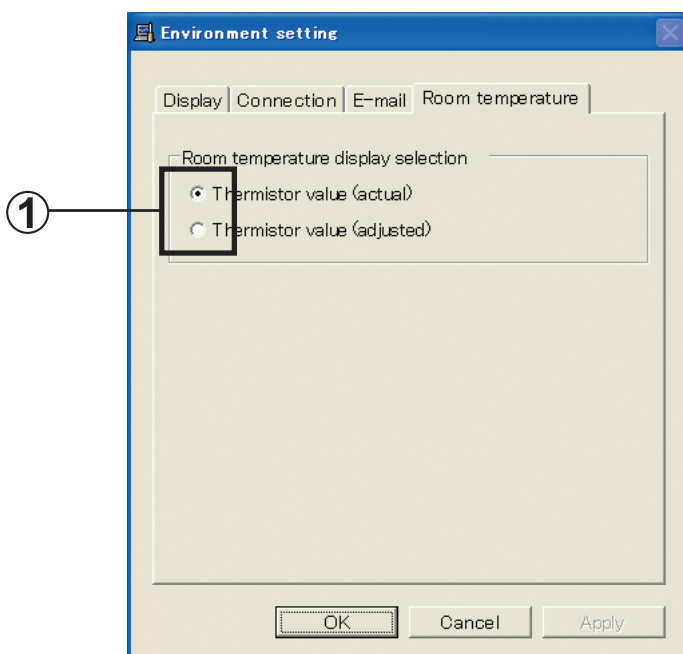 Environment setting
Display Connection E-mail Room temperature
Room temperature display selection
Thermistor value (actual)
Thermistor value (adjusted)
1
OK Cancel Apply